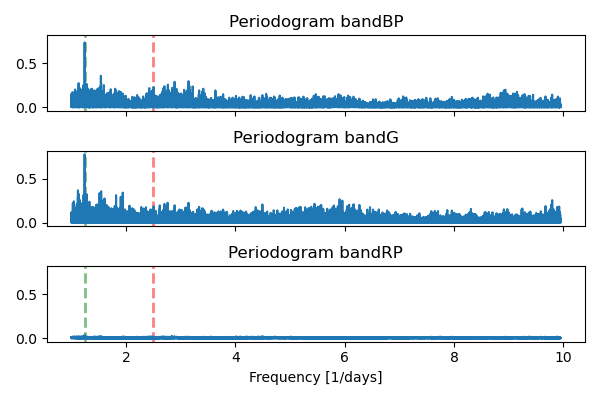 Periodogram bandBP
0.5
0.0
Periodogram bandG
0.5
0.0
Periodogram bandRP
0.5
0.0
2 4 6 8 10
Frequency [1/days]